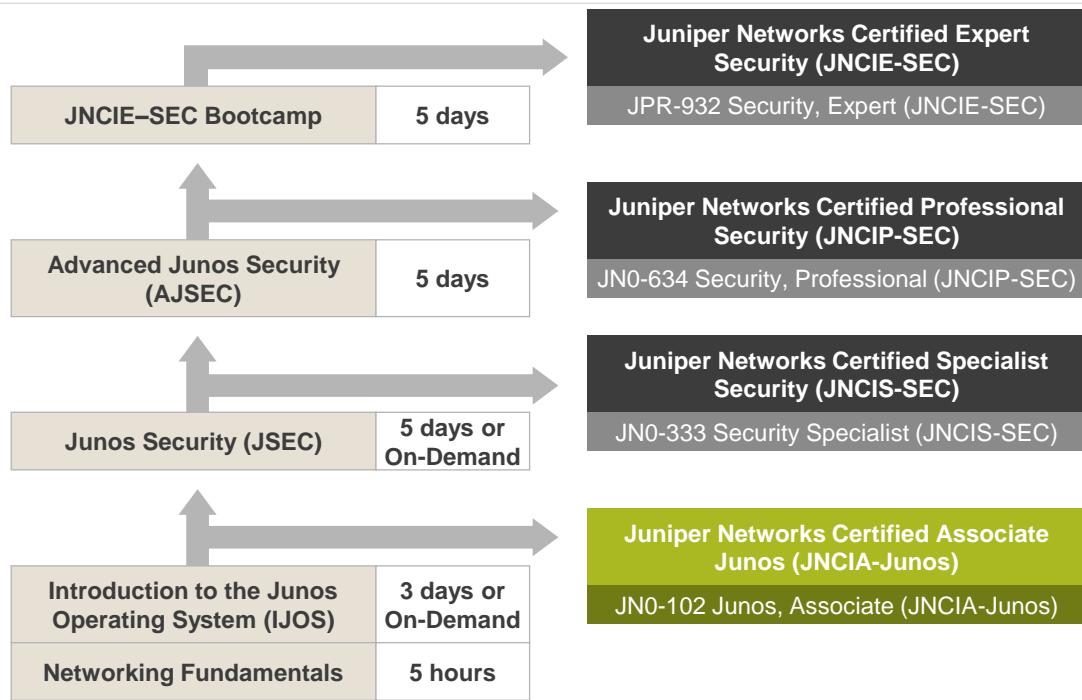 Juniper Networks Certified Expert
Security (JNCIE-SEC)
JPR-932 Security, Expert (JNCIE-SEC)
JNCIE–SEC Bootcamp
5 days
Juniper Networks Certified Professional
Security (JNCIP-SEC)
JN0-634 Security, Professional (JNCIP-SEC)
Advanced Junos Security
(AJSEC)
5 days
Juniper Networks Certified Specialist
Security (JNCIS-SEC)
JN0-333 Security Specialist (JNCIS-SEC)
Junos Security (JSEC)
5 days or
On-Demand
Juniper Networks Certified Associate
Junos (JNCIA-Junos)
JN0-102 Junos, Associate (JNCIA-Junos)
Introduction to the Junos
Operating System (IJOS)
3 days or
On-Demand
Networking Fundamentals
5 hours